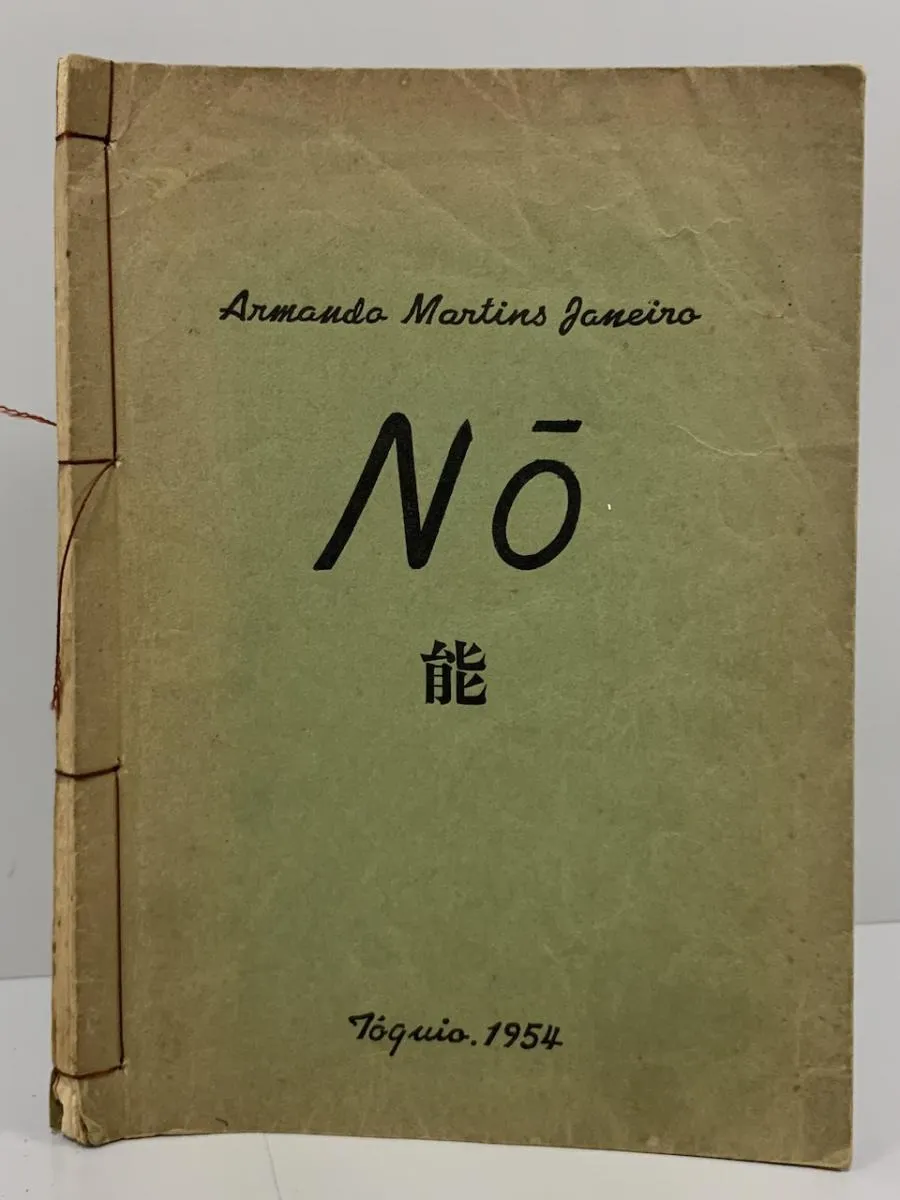 Armando Martins Janeiro
Nō
能
Tóquio. 1954